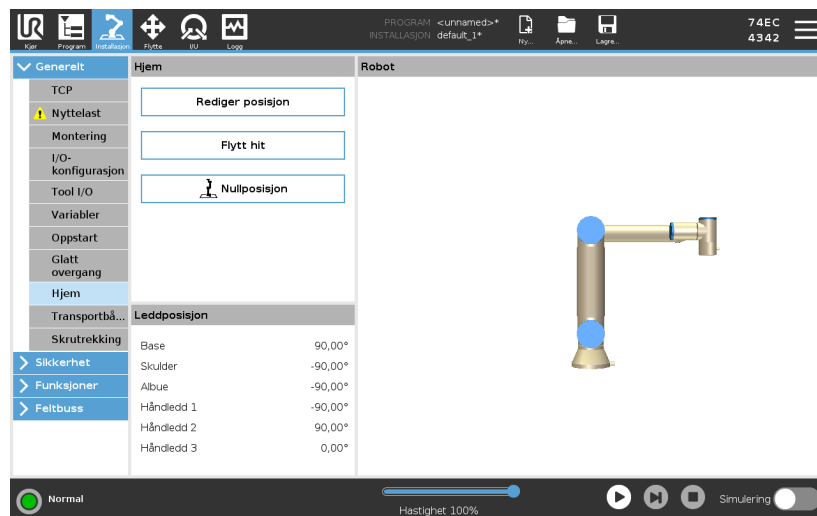 Kjør
Program
Installasjon
Flytte
I/U
Logg
PROGRAM <unnamed>*
INSTALLASJON default_1*
Ny...
Åpne...
Lagre...
74EC
4342
Generelt
TCP
Nyttelast
Montering
I/O-
konfigurasjon
Tool I/O
Variabler
Oppstart
Glatt
overgang
Hjem
Transportbå...
Skrutrekking
Sikkerhet
Funksjoner
Feltbuss
Hjem
Rediger posisjon
Flytt hit
Nullposisjon
Leddposisjon
Base 90,00°
Skulder -90,00°
Albue -90,00°
Håndledd 1 -90,00°
Håndledd 2 90,00°
Håndledd 3 0,00°
Robot
Normal
Hastighet 100%
Simulering